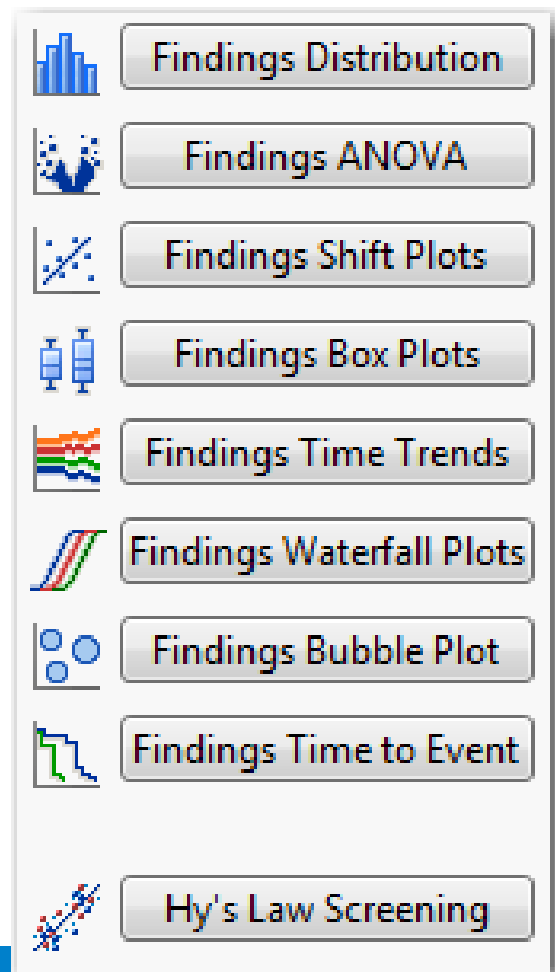 Findings Distribution
Findings ANOVA
Findings Shift Plots
Findings Box Plots
Findings Time Trends
Findings Waterfall Plots
Findings Bubble Plot
Findings Time to Event
Hy's Law Screening